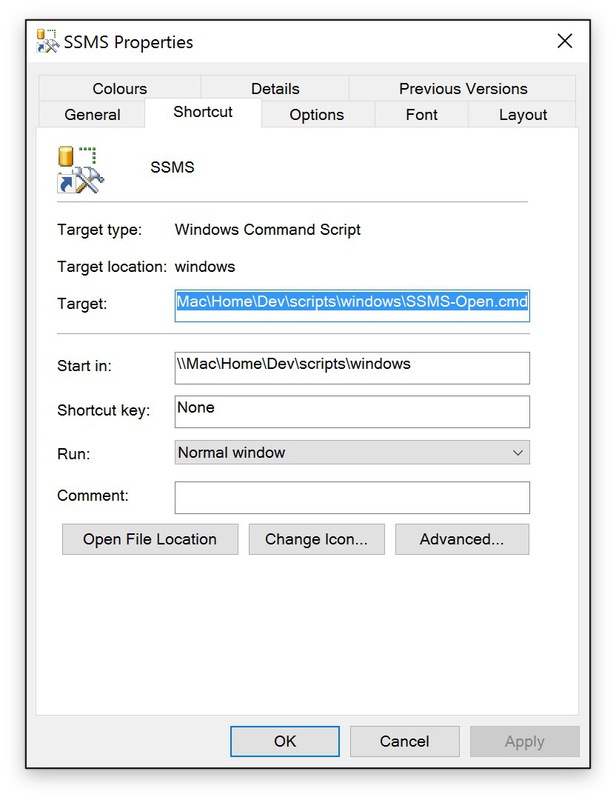 SSMS Properties
Colours Details Previous Versions
General Shortcut Options Font Layout
SSMS
Target type: Windows Command Script
Target location: windows
Target: Mac\Home\Dev\scripts\windows\SSMS-Open.cmd
Start in: \\Mac\Home\Dev\scripts\windows
Shortcut key: None
Run: Normal window
Comment:
Open File Location Change Icon... Advanced...
OK Cancel Apply